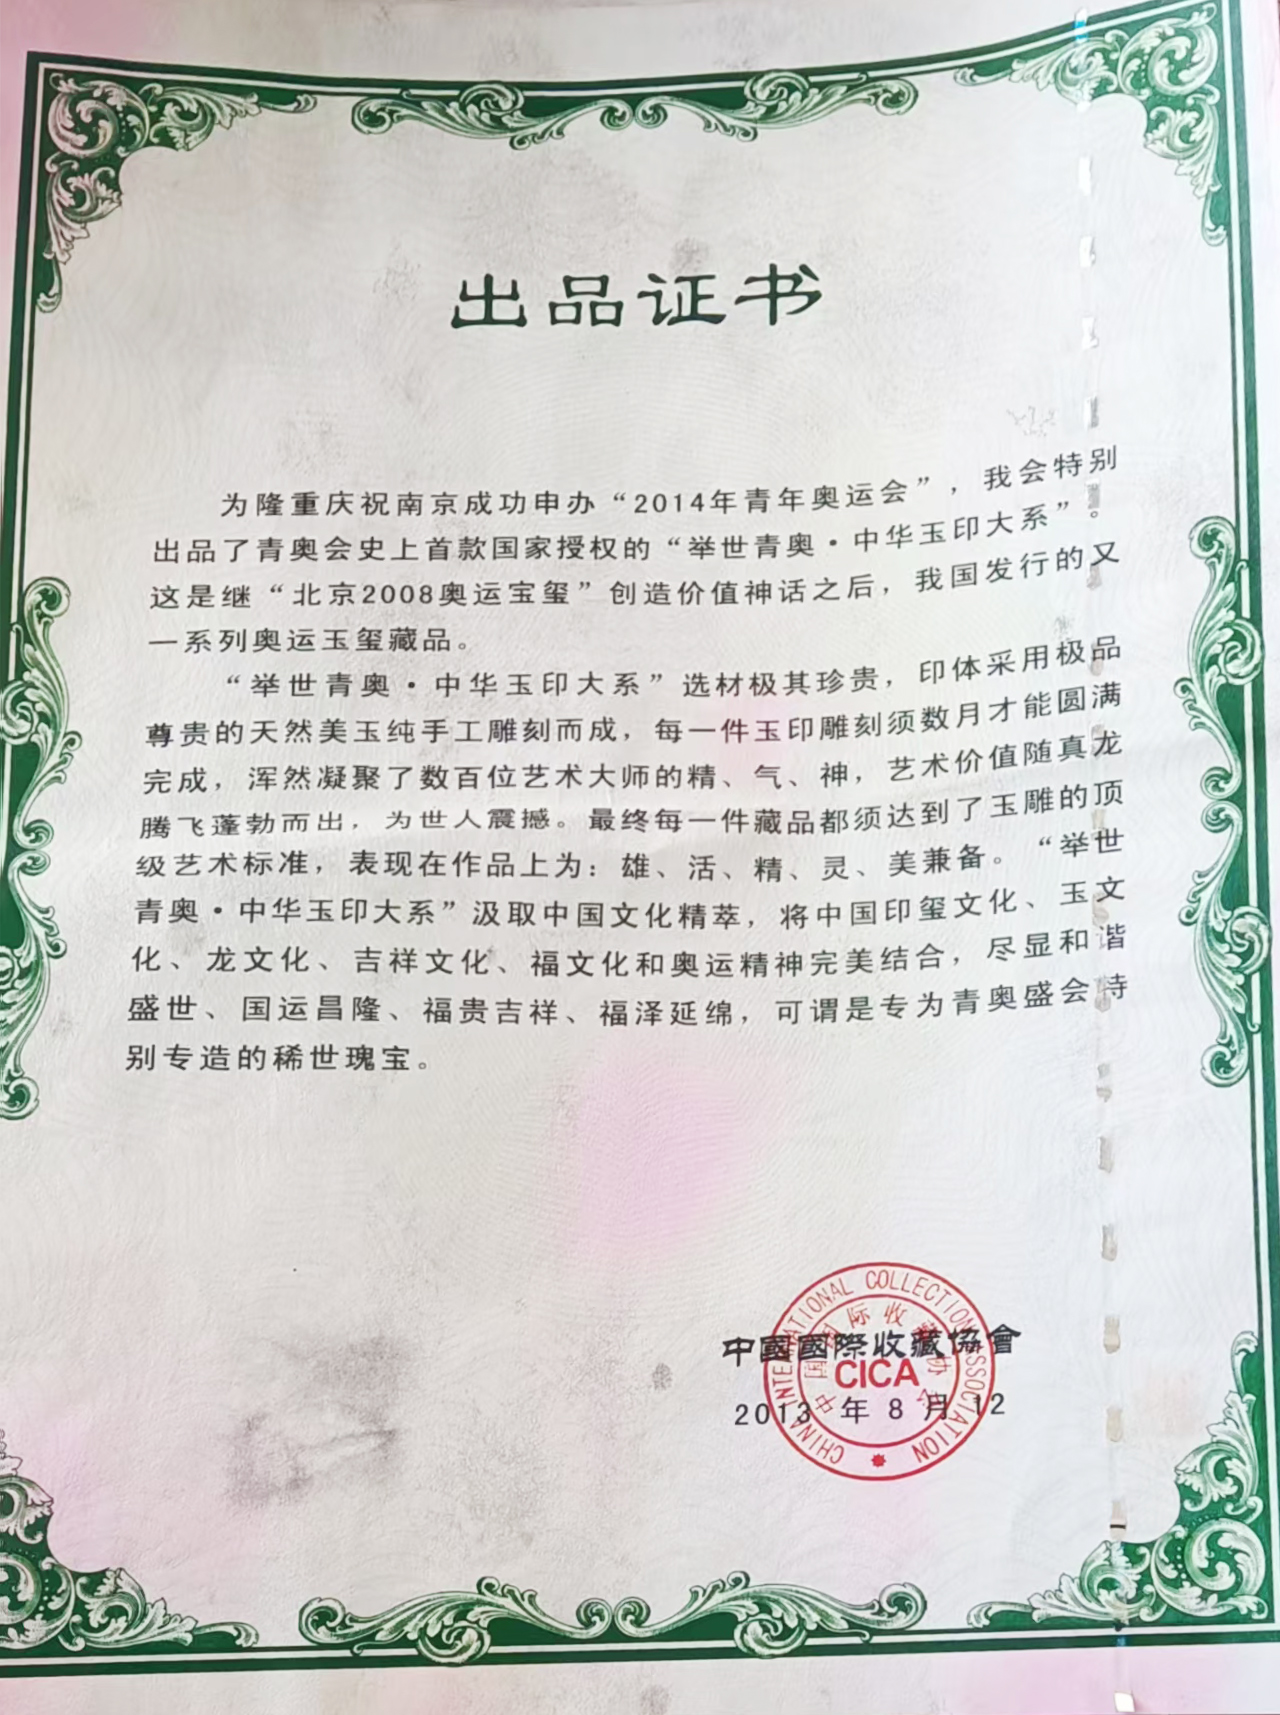 出品证书
为隆重庆祝南京成功申办“2014年青年奥运会”，我会特别
出品了青奥会史上首款国家授权的“举世青奥·中华玉印大系”。
这是继“北京2008奥运宝玺”创造价值神话之后，我国发行的又
一系列奥运玉玺藏品。
“举世青奥·中华玉印大系”选材极其珍贵，印体采用极品
尊贵的天然美玉纯手工雕刻而成，每一件玉印雕刻须数月才能圆满
完成，浑然凝聚了数百位艺术大师的精、气、神，艺术价值随真龙
腾飞蓬勃而出，为世人震撼。最终每一件藏品都须达到了玉雕的顶
级艺术标准，表现在作品上为：雄、活、精、灵、美兼备。“举世
青奥·中华玉印大系”汲取中国文化精萃，将中国印玺文化、玉文
化、龙文化、吉祥文化、福文化和奥运精神完美结合，尽显和谐
盛世、国运昌隆、福贵吉祥、福泽延绵，可谓是专为青奥盛会特
别专造的稀世瑰宝。
中國國際收藏協會
2013 年 8 月 12
CHINA INTERNATIONAL COLLECTION ASSOCIATION
中国国际收藏协会
CICA